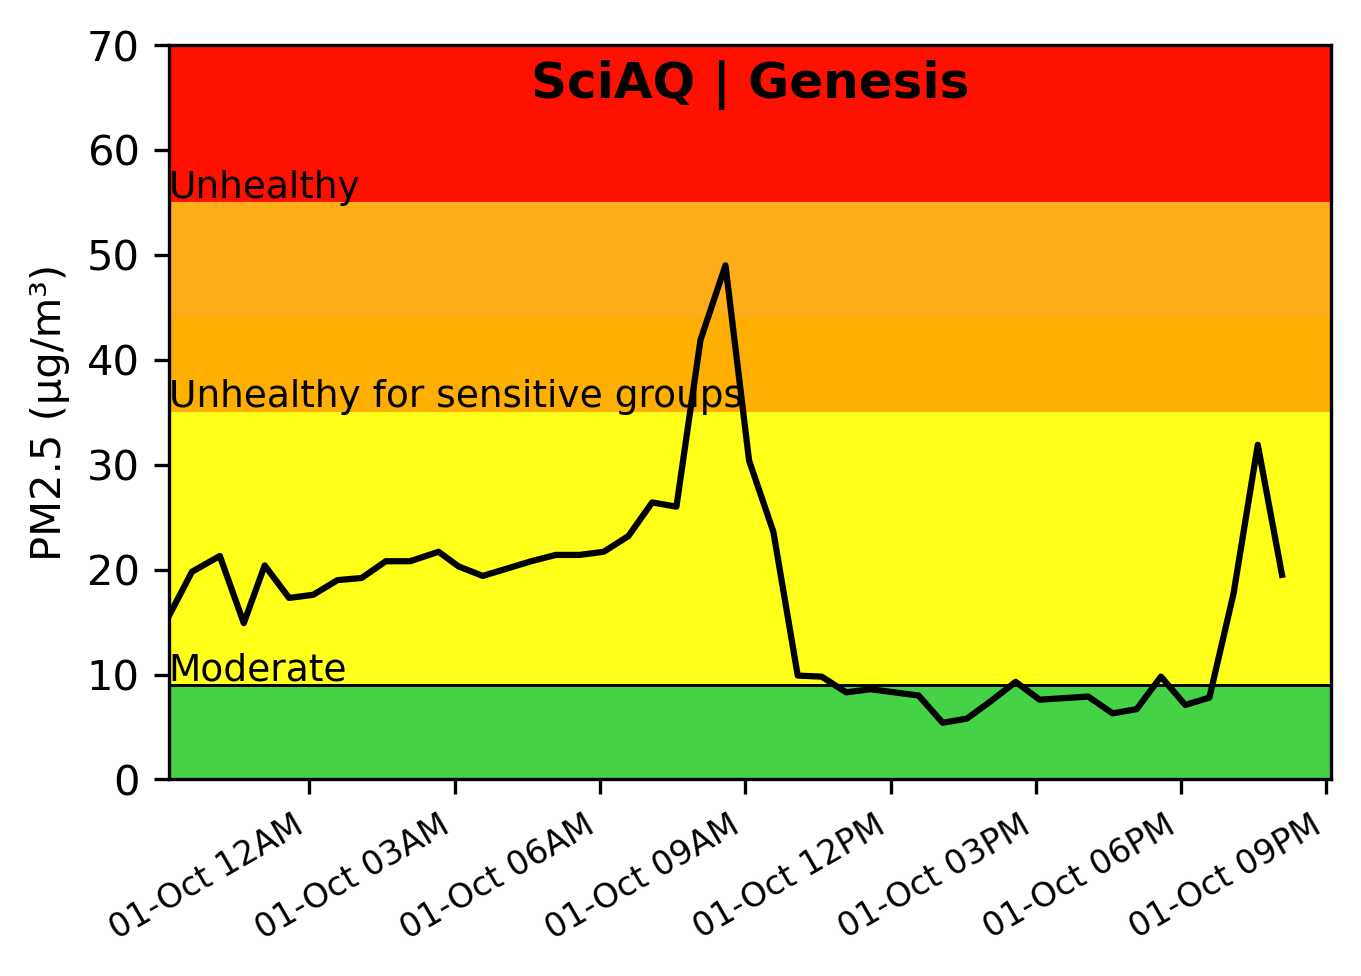 SciAQ | Genesis
PM2.5 (µg/m³)
70
60
50
40
30
20
10
0
Unhealthy
Unhealthy for sensitive groups
Moderate
01-Oct 12AM
01-Oct 03AM
01-Oct 06AM
01-Oct 09AM
01-Oct 12PM
01-Oct 03PM
01-Oct 06PM
01-Oct 09PM